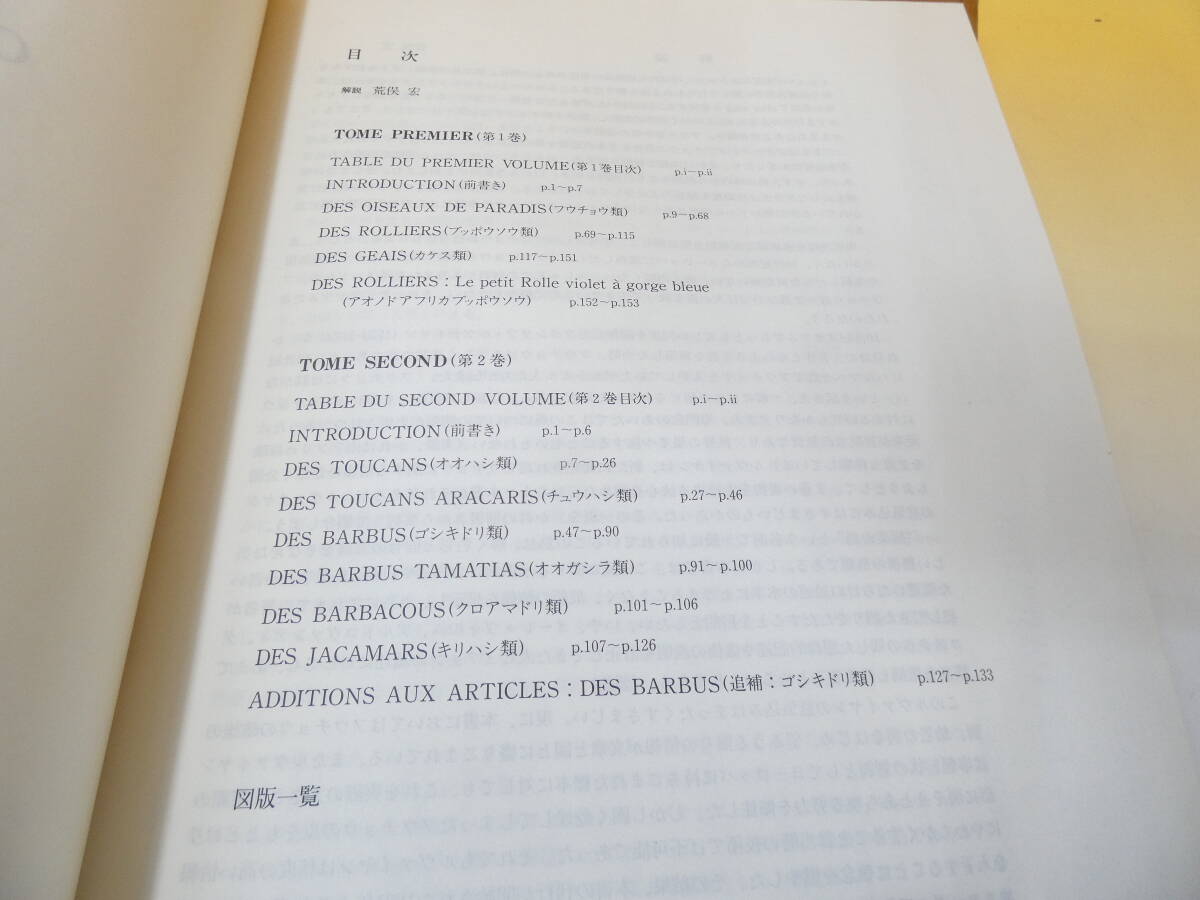 目 次
解説 荒俣 宏
TOME PREMIER(第1巻)
TABLE DU PREMIER VOLUME(第1巻目次) p.i~p.ii
INTRODUCTION(前書き) p.1~p.7
DES OISEAUX DE PARADIS(フウチョウ類) p.9~p.68
DES ROLLIERS(ブッポウソウ類) p.69~p.115
DES GEAIS(カケス類) p.117~p.151
DES ROLLIERS : Le petit Rolle violet à gorge bleue
(アオノドアフリカブッポウソウ) p.152~p.153
TOME SECOND(第2巻)
TABLE DU SECOND VOLUME(第2巻目次) p.i~p.ii
INTRODUCTION(前書き) p.1~p.6
DES TOUCANS(オオハシ類) p.7~p.26
DES TOUCANS ARACARIS(チュウハシ類) p.27~p.46
DES BARBUS(ゴシキドリ類) p.47~p.90
DES BARBUS TAMATIAS(オオガシラ類) p.91~p.100
DES BARBACOUS(クロアマドリ類) p.101~p.106
DES JACAMARS(キリハシ類) p.107~p.126
ADDITIONS AUX ARTICLES : DES BARBUS(追補:ゴシキドリ類) p.127~p.133
図版一覧